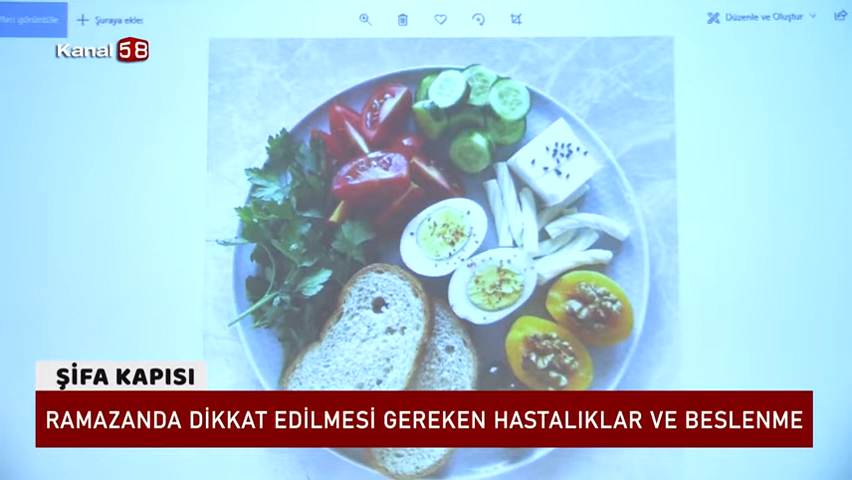 Şuraya ekle:
Düzenle ve Oluştur
Kanal 58
ŞİFA KAPISI
RAMAZANDA DİKKAT EDİLMESİ GEREKEN HASTALIKLAR VE BESLENME